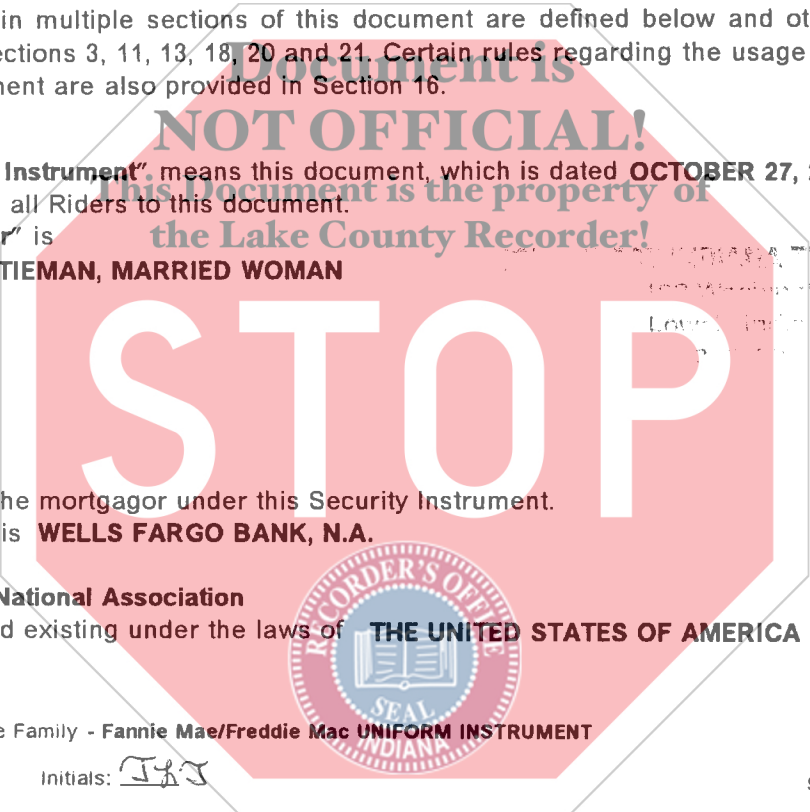 in multiple sections of this document are defined below and ot
ections 3, 11, 13, 18, 20 and 21. Certain rules regarding the usage
nent are also provided in Section 16.
Document is
NOT OFFICIAL!
This Document is the property of
the Lake County Recorder!
Instrument" means this document, which is dated OCTOBER 27,
all Riders to this document.
r" is
TIEMAN, MARRIED WOMAN
STOP
he mortgagor under this Security Instrument.
is WELLS FARGO BANK, N.A.
National Association
d existing under the laws of THE UNITED STATES OF AMERICA
RECORDER'S OFFICE
SEAL
INDIANA
e Family - Fannie Mae/Freddie Mac UNIFORM INSTRUMENT
Initials: